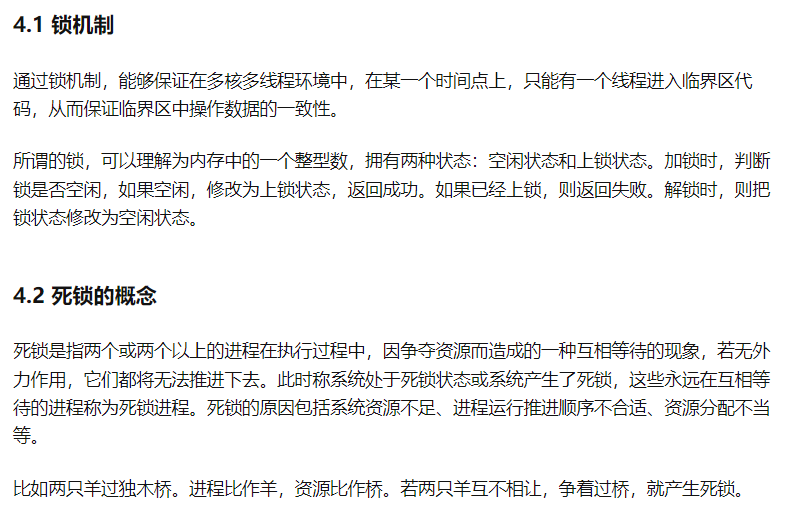 4.1 锁机制
通过锁机制，能够保证在多核多线程环境中，在某一个时间点上，只能有一个线程进入临界区代
码，从而保证临界区中操作数据的一致性。
所谓的锁，可以理解为内存中的一个整型数，拥有两种状态：空闲状态和上锁状态。加锁时，判断
锁是否空闲，如果空闲，修改为上锁状态，返回成功。如果已经上锁，则返回失败。解锁时，则把
锁状态修改为空闲状态。
4.2 死锁的概念
死锁是指两个或两个以上的进程在执行过程中，因争夺资源而造成的一种互相等待的现象，若无外
力作用，它们都将无法推进下去。此时称系统处于死锁状态或系统产生了死锁，这些永远在互相等
待的进程称为死锁进程。死锁的原因包括系统资源不足、进程运行推进顺序不合适、资源分配不当
等。
比如两只羊过独木桥。进程比作羊，资源比作桥。若两只羊互不相让，争着过桥，就产生死锁。